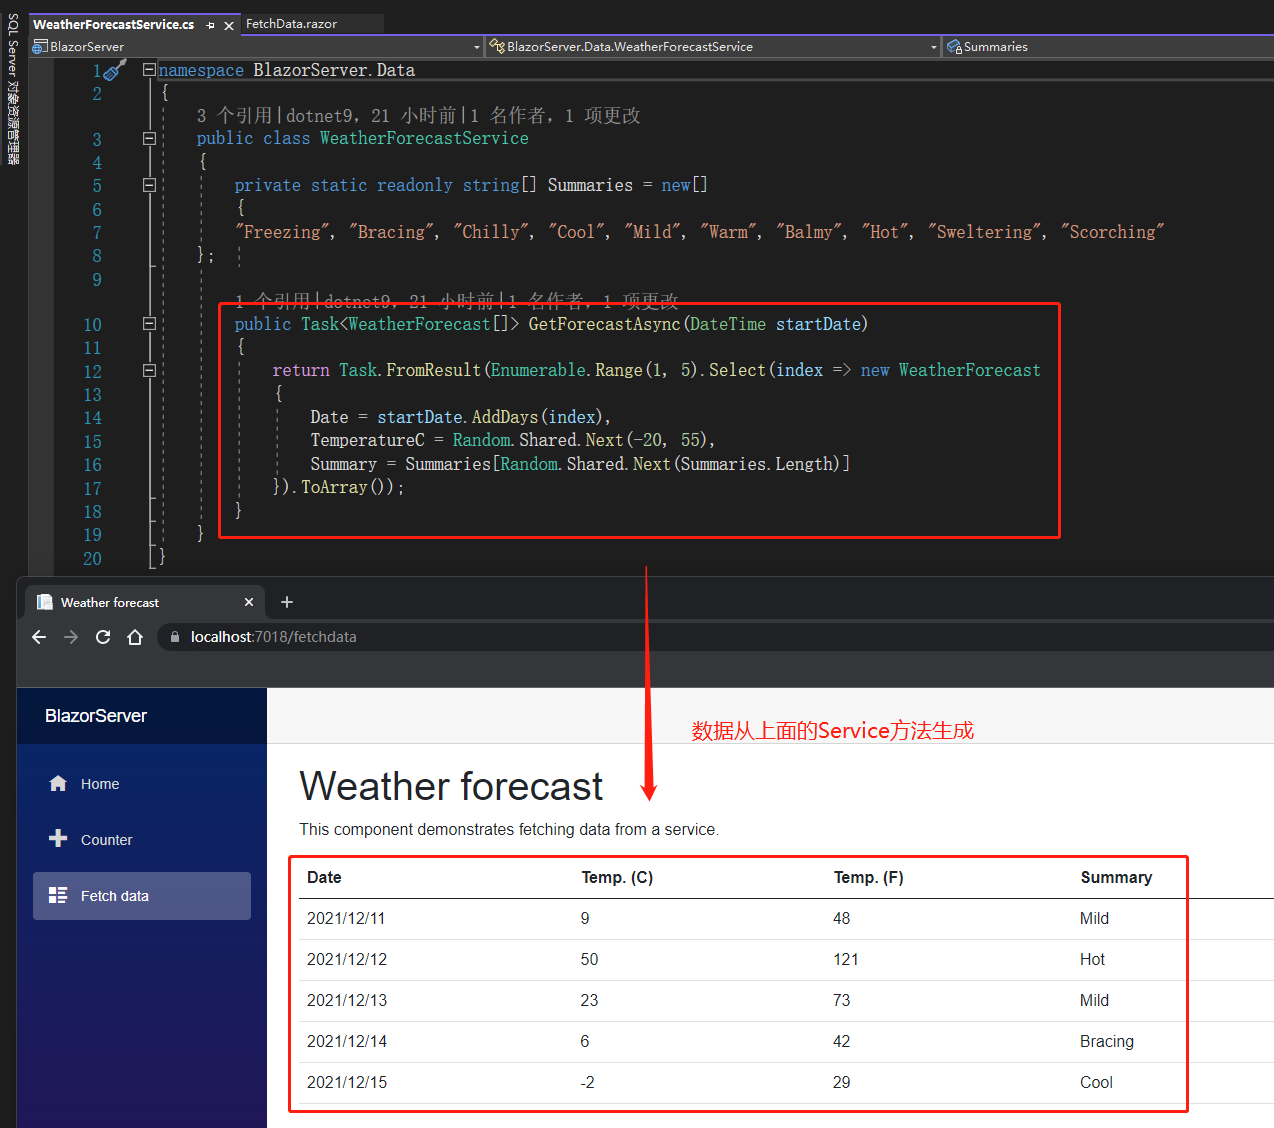 SQL Server 对象资源管理器
WeatherForecastService.cs
FetchData.razor
BlazorServer
BlazorServer.Data.WeatherForecastService
Summaries
1 namespace BlazorServer.Data
2 {
3 个引用|dotnet9，21 小时前|1 名作者，1 项更改
3 public class WeatherForecastService
4 {
5 private static readonly string[] Summaries = new[]
6 {
7 "Freezing", "Bracing", "Chilly", "Cool", "Mild", "Warm", "Balmy", "Hot", "Sweltering", "Scorching"
8 };
9
1 个引用|dotnet9，21 小时前|1 名作者，1 项更改
10 public Task<WeatherForecast[]> GetForecastAsync(DateTime startDate)
11 {
12 return Task.FromResult(Enumerable.Range(1, 5).Select(index => new WeatherForecast
13 {
14 Date = startDate.AddDays(index),
15 TemperatureC = Random.Shared.Next(-20, 55),
16 Summary = Summaries[Random.Shared.Next(Summaries.Length)]
17 }).ToArray());
18 }
19 }
20 }
Weather forecast
localhost:7018/fetchdata
BlazorServer
数据从上面的Service方法生成
Home
Counter
Fetch data
Weather forecast
This component demonstrates fetching data from a service.
Date Temp. (C) Temp. (F) Summary
2021/12/11 9 48 Mild
2021/12/12 50 121 Hot
2021/12/13 23 73 Mild
2021/12/14 6 42 Bracing
2021/12/15 -2 29 Cool